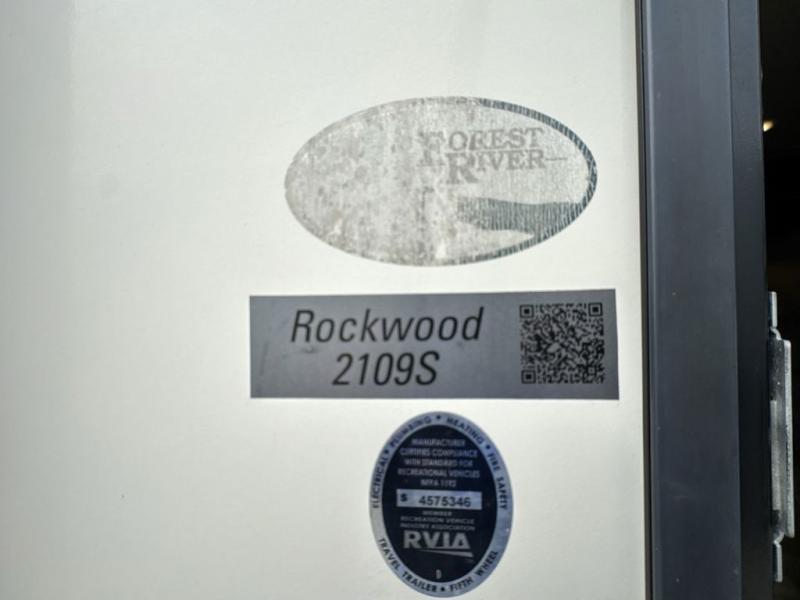 FOREST
RIVER
Rockwood
2109S
ELECTRICAL • PLUMBING • HEATING • FIRE SAFETY
MANUFACTURER
CERTIFIES COMPLIANCE
WITH STANDARD FOR
RECREATIONAL VEHICLES
NFPA 1192
S 4575346
MEMBER
RECREATION VEHICLE
INDUSTRY ASSOCIATION
RVIA
TRAVEL TRAILER • FIFTH WHEEL